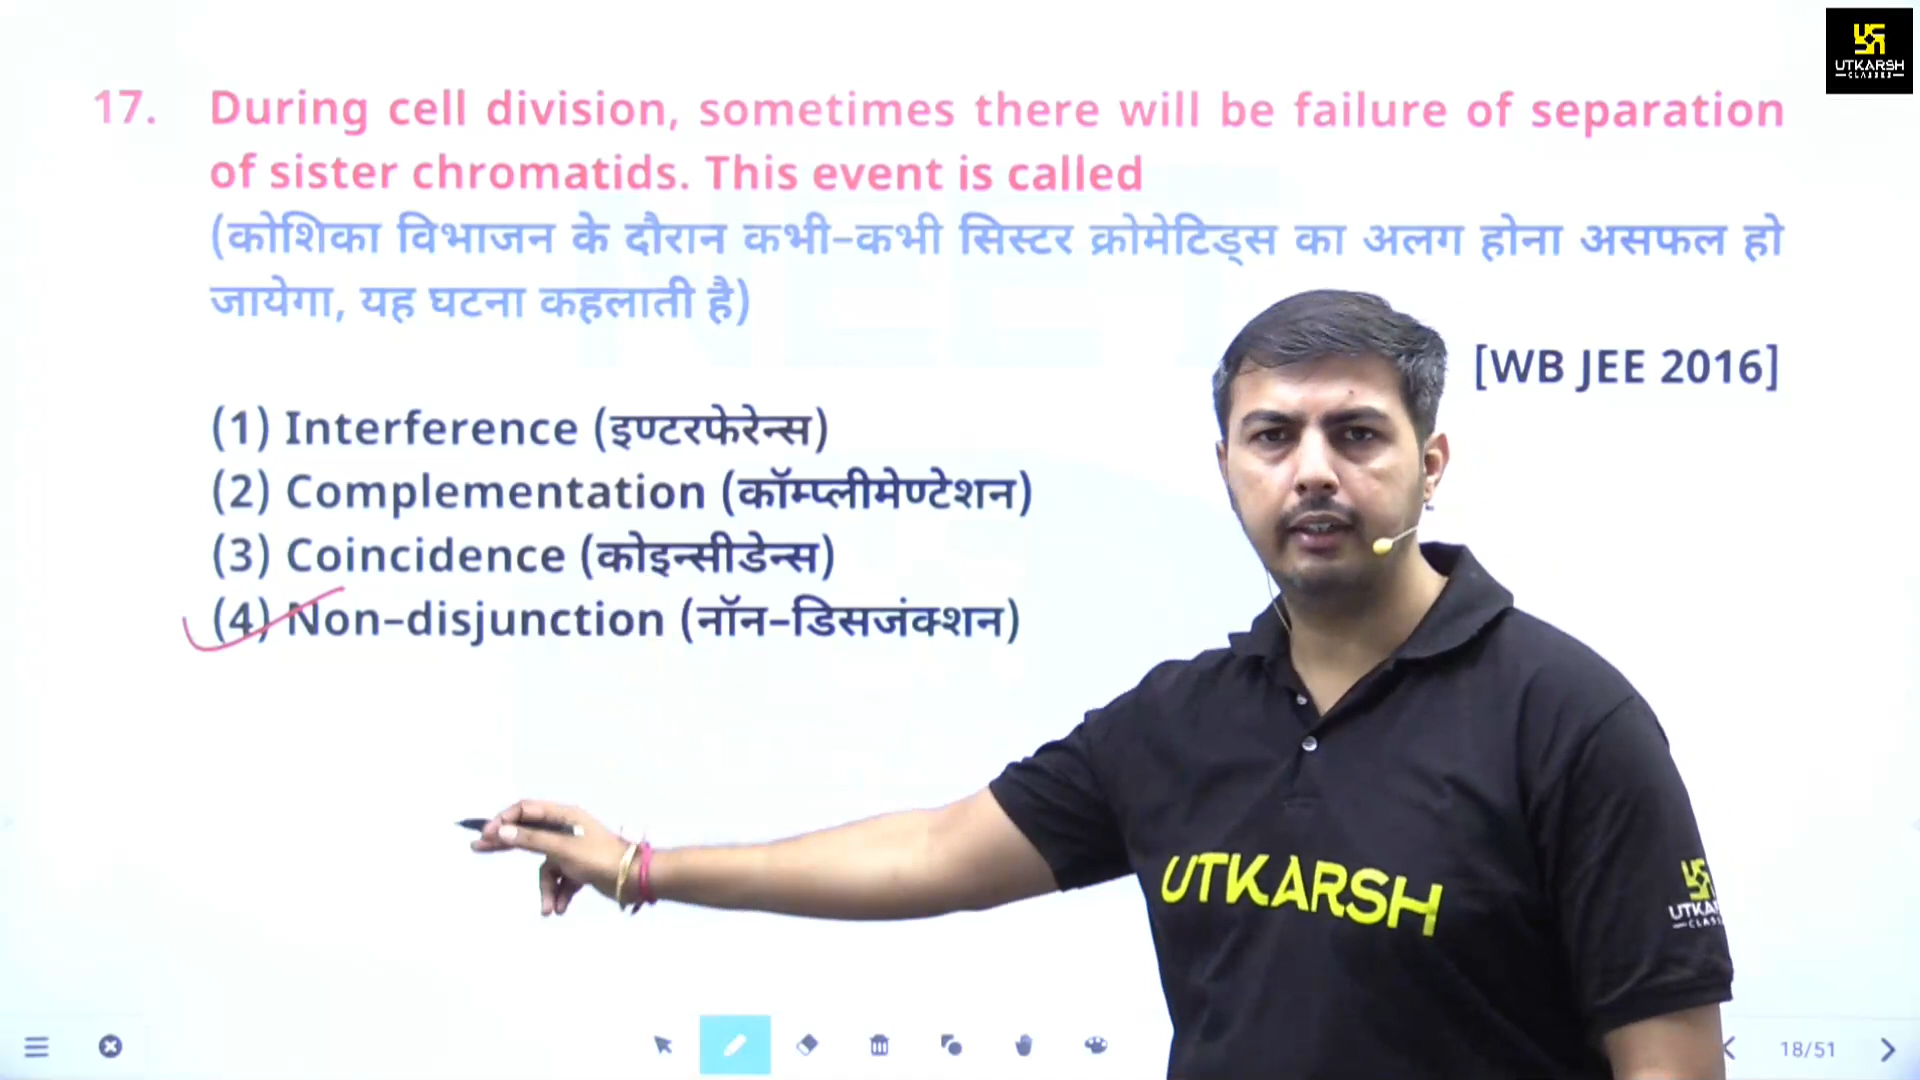 UTKARSH
CLASSES
17. During cell division, sometimes there will be failure of separation
of sister chromatids. This event is called
(कोशिका विभाजन के दौरान कभी–कभी सिस्टर क्रोमेटिड्स का अलग होना असफल हो
जायेगा, यह घटना कहलाती है)
[WB JEE 2016]
(1) Interference (इण्टरफेरेन्स)
(2) Complementation (कॉम्प्लीमेण्टेशन)
(3) Coincidence (कोइन्सीडेन्स)
(4) Non–disjunction (नॉन–डिसजंक्शन)
NEET
UTKARSH
18/51